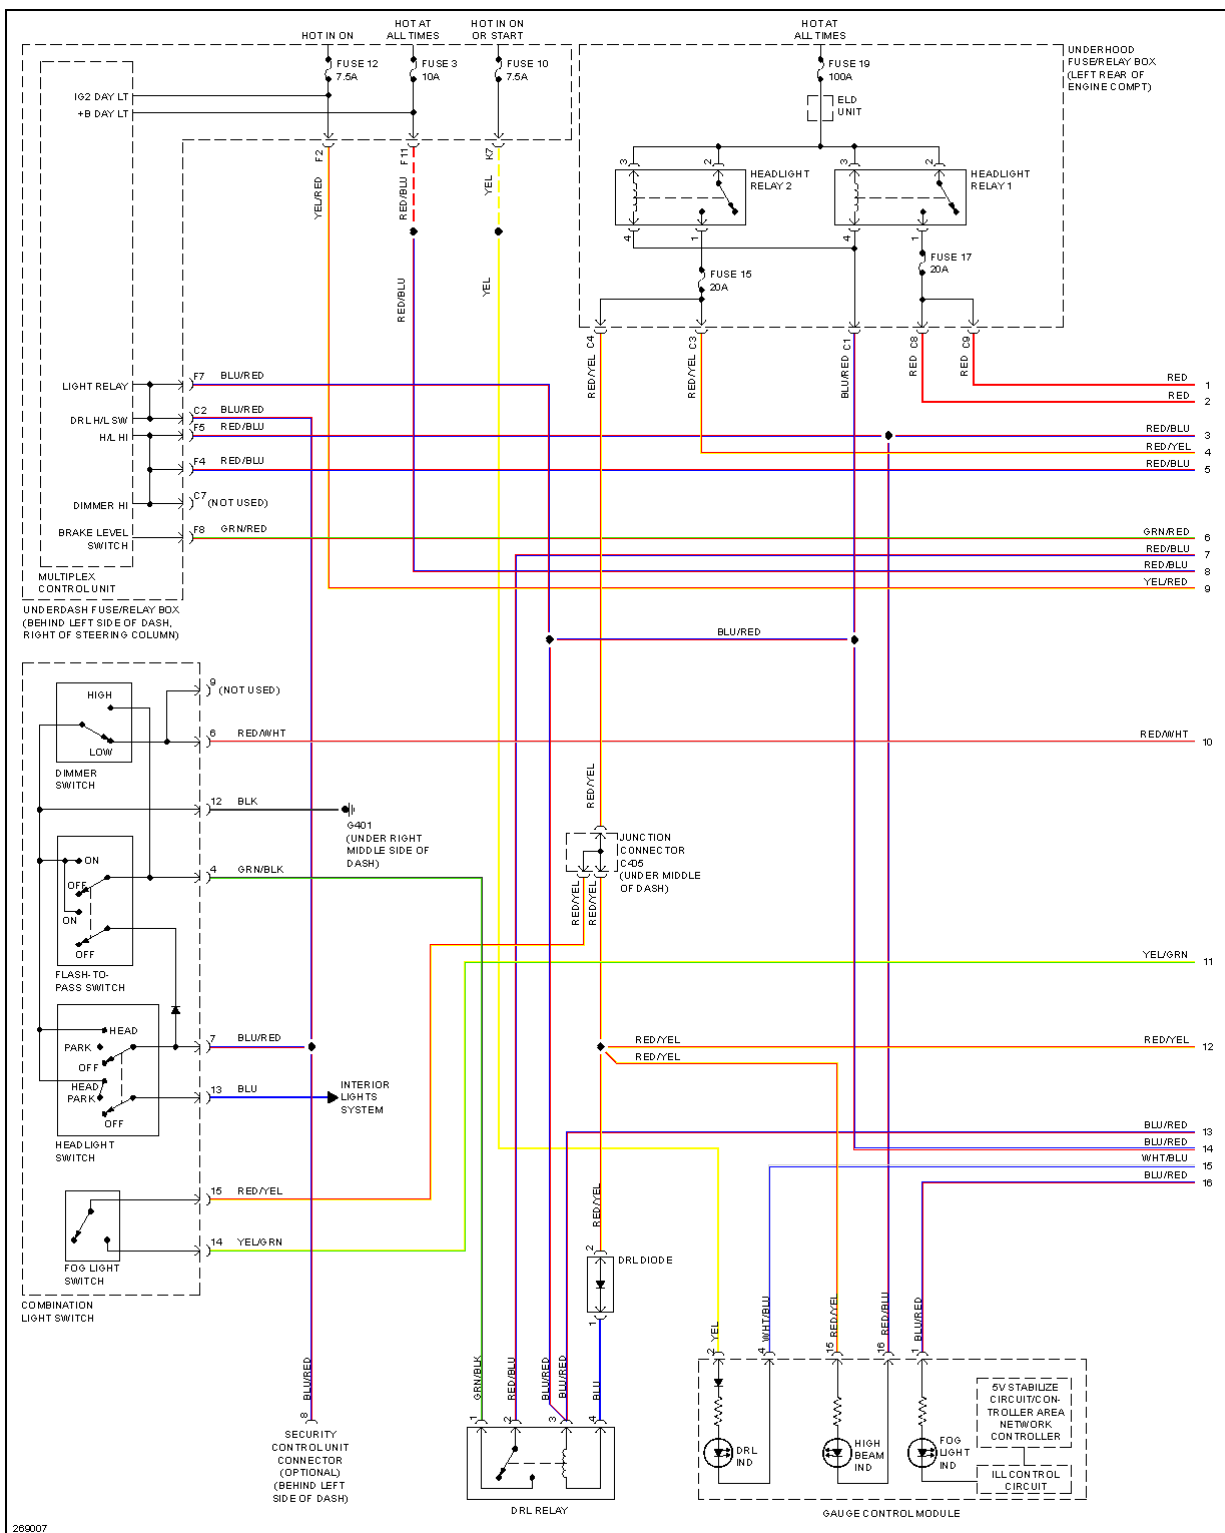 HOT IN ON
HOT AT
ALL TIMES
HOT IN ON
OR START
HOT AT
ALL TIMES
FUSE 12
7.5A
FUSE 3
10A
FUSE 10
7.5A
FUSE 19
100A
UNDERHOOD
FUSE/RELAY BOX
(LEFT REAR OF
ENGINE COMPT)
IG2 DAY LT
+B DAY LT
ELD
UNIT
F2
F11
K7
3
2
3
2
YEL/RED
RED/BLU
YEL
HEADLIGHT
RELAY 2
HEADLIGHT
RELAY 1
4
1
4
1
RED/BLU
YEL
FUSE 15
20A
FUSE 17
20A
C4
C3
C1
C8
C9
RED/YEL
RED/YEL
BLU/RED
RED
RED
LIGHT RELAY
F7
BLU/RED
RED
1
RED
2
DRL H/L SW
C2
BLU/RED
H/L HI
F5
RED/BLU
RED/BLU
3
RED/YEL
4
F4
RED/BLU
RED/BLU
5
DIMMER HI
C7
(NOT USED)
BRAKE LEVEL
SWITCH
F8
GRN/RED
GRN/RED
6
RED/BLU
7
RED/BLU
8
YEL/RED
9
MULTIPLEX
CONTROL UNIT
UNDERDASH FUSE/RELAY BOX
(BEHIND LEFT SIDE OF DASH,
RIGHT OF STEERING COLUMN)
BLU/RED
9
(NOT USED)
HIGH
LOW
6
RED/WHT
RED/WHT
10
DIMMER
SWITCH
RED/YEL
12
BLK
G401
(UNDER RIGHT
MIDDLE SIDE OF
DASH)
JUNCTION
CONNECTOR
C405
(UNDER MIDDLE
OF DASH)
ON
OFF
ON
OFF
4
GRN/BLK
RED/YEL
RED/YEL
FLASH-TO-
PASS SWITCH
YEL/GRN
11
HEAD
PARK
OFF
HEAD
PARK
OFF
7
BLU/RED
RED/YEL
RED/YEL
RED/YEL
12
13
BLU
INTERIOR
LIGHTS
SYSTEM
HEADLIGHT
SWITCH
BLU/RED
13
BLU/RED
14
WHT/BLU
15
BLU/RED
16
15
RED/YEL
RED/YEL
14
YEL/GRN
FOG LIGHT
SWITCH
COMBINATION
LIGHT SWITCH
2
DRL DIODE
1
BLU/RED
GRN/BLK
RED/BLU
BLU/RED
BLU/RED
BLU
YEL
WHT/BLU
RED/YEL
RED/BLU
BLU/RED
8
1
2
3
4
2
4
15
16
1
SECURITY
CONTROL UNIT
CONNECTOR
(OPTIONAL)
(BEHIND LEFT
SIDE OF DASH)
DRL RELAY
DRL
IND
HIGH
BEAM
IND
FOG
LIGHT
IND
5V STABILIZE
CIRCUIT/CON-
TROLLER AREA
NETWORK
CONTROLLER
ILL CONTROL
CIRCUIT
GAUGE CONTROL MODULE
269007